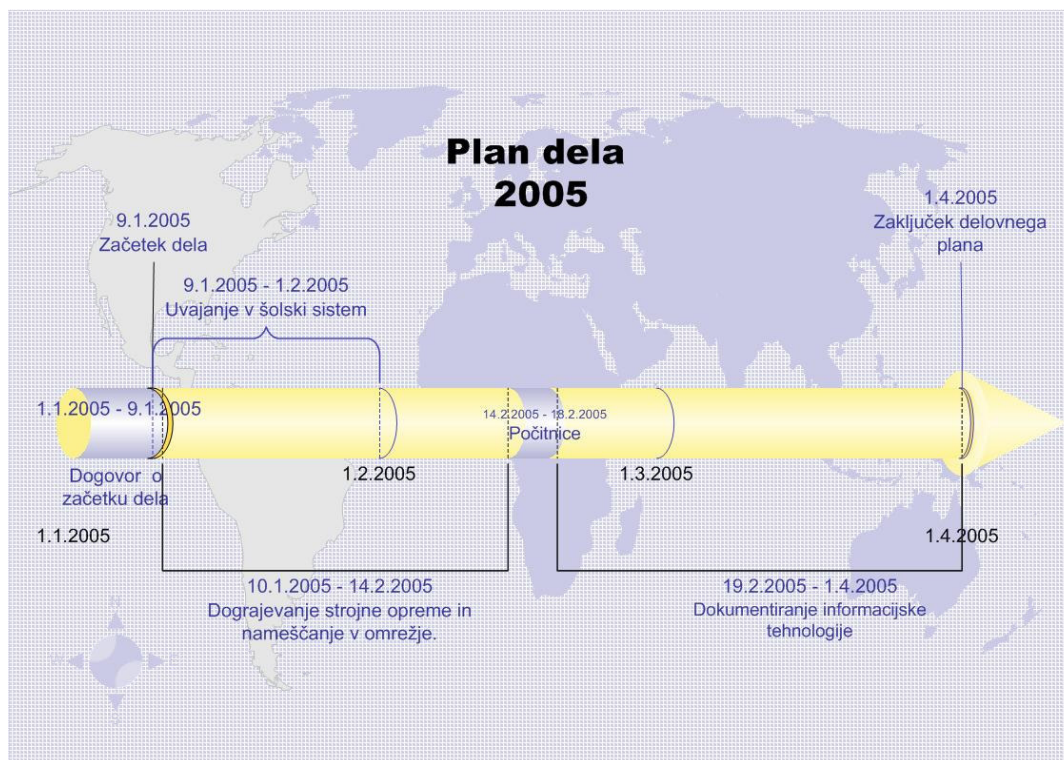 Plan dela
2005
9.1.2005
Začetek dela
1.4.2005
Zaključek delovnega
plana
9.1.2005 - 1.2.2005
Uvajanje v šolski sistem
1.1.2005 - 9.1.2005
14.2.2005 - 18.2.2005
Počitnice
Dogovor o
začetku dela
1.2.2005
1.3.2005
1.1.2005
1.4.2005
10.1.2005 - 14.2.2005
Dograjevanje strojne opreme in
nameščanje v omrežje.
19.2.2005 - 1.4.2005
Dokumentiranje informacijske
tehnologije
N
W E
S